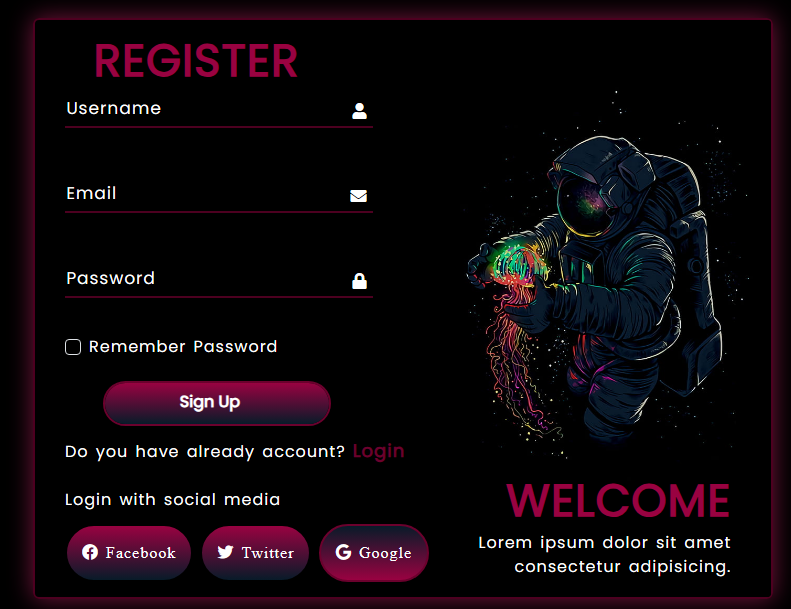 REGISTER
Username
Email
Password
Remember Password
Sign Up
Do you have already account? Login
Login with social media
Facebook Twitter Google
WELCOME
Lorem ipsum dolor sit amet
consectetur adipisicing.